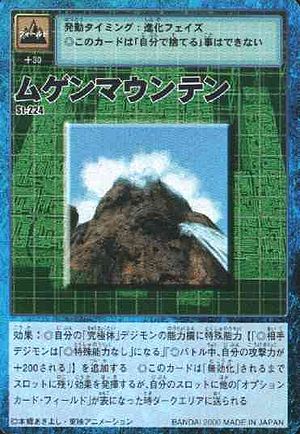 フィールド
+30
発動タイミング:進化フェイズ
◎このカードは「自分で捨てる」事はできない
ムゲンマウンテン
St-224
効果:◎自分の「究極体」デジモンの能力欄に特殊能力【「◎相手
デジモンは「◎特殊能力なし」になる」「◎バトル中、自分の攻撃力が
+200される」】を追加する ◎このカードは「無効化」されるまで
スロットに残り効果を発揮するが、自分のスロットに他の「オプション
カード・フィールド」が表になった時ダークエリアに送られる
©本郷あきよし・東映アニメーション
BANDAI 2000 MADE IN JAPAN